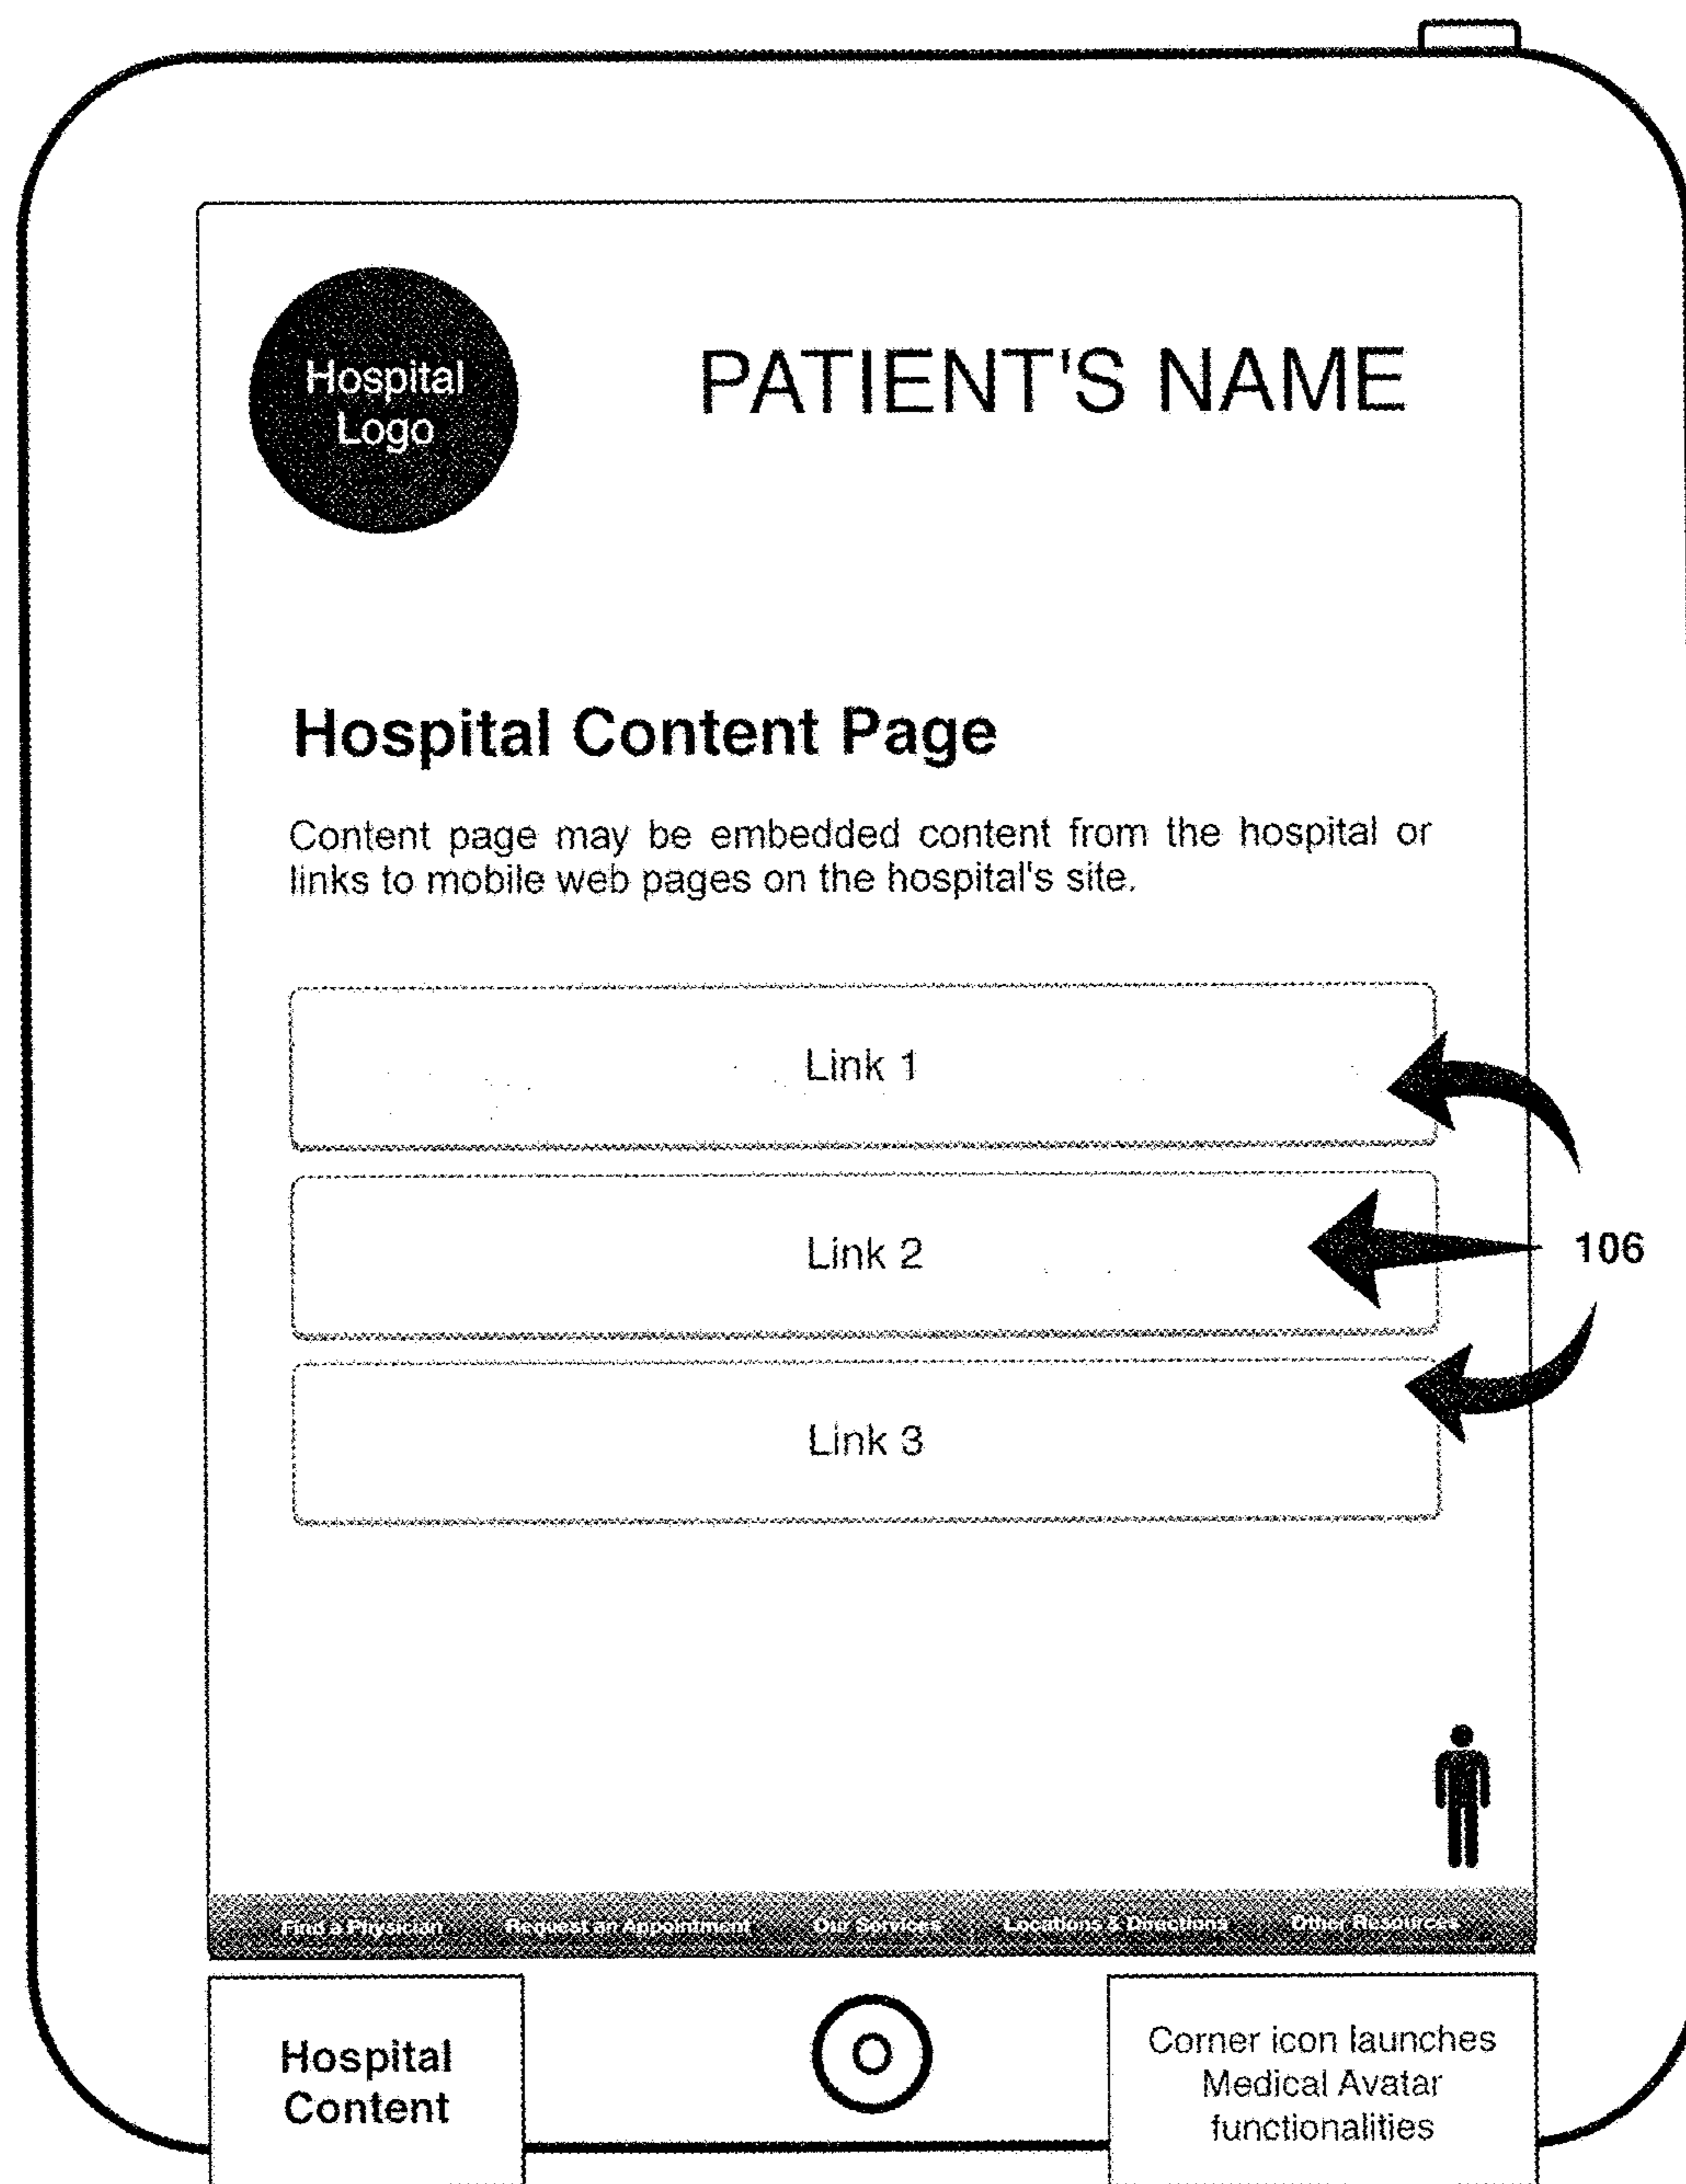 Hospital
Logo
PATIENT'S NAME
Hospital Content Page
Content page may be embedded content from the hospital or
links to mobile web pages on the hospital's site.
Link 1
Link 2
106
Link 3
Find a Physician Request an Appointment Our Services Locations & Directions Other Resources
Hospital
Content
Corner icon launches
Medical Avatar
functionalities